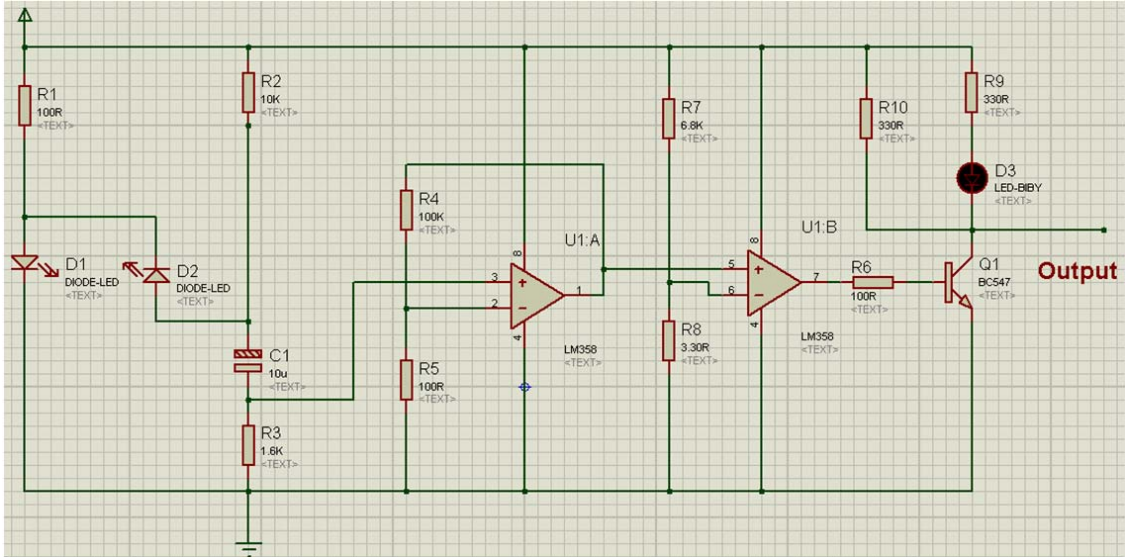 R1
100R
<TEXT>
R2
10K
<TEXT>
D1
DIODE-LED
<TEXT>
D2
DIODE-LED
<TEXT>
C1
10u
<TEXT>
R3
1.6K
<TEXT>
R4
100K
<TEXT>
R5
100R
<TEXT>
U1:A
3
2
8
4
1
LM358
<TEXT>
R7
6.8K
<TEXT>
R8
3.30R
<TEXT>
U1:B
5
6
8
4
7
LM358
<TEXT>
R6
100R
<TEXT>
R10
330R
<TEXT>
R9
330R
<TEXT>
D3
LED-BIBY
<TEXT>
Q1
BC547
<TEXT>
Output